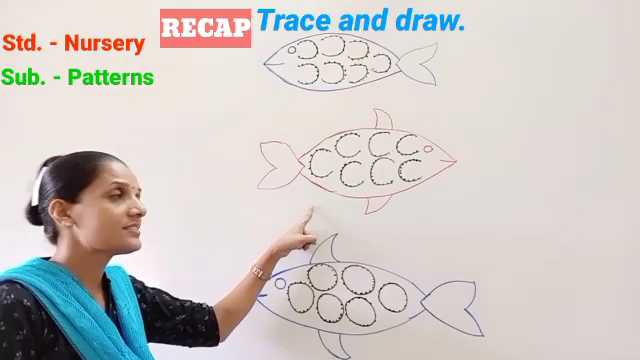 RECAP Trace and draw.
Std. - Nursery
Sub. - Patterns